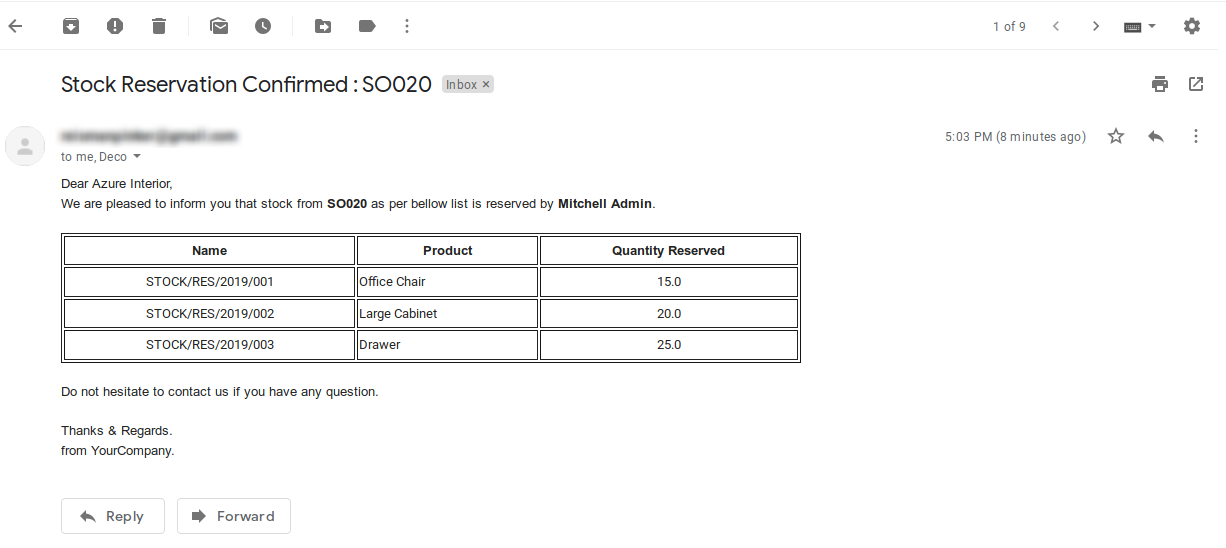 1 of 9
Stock Reservation Confirmed : SO020 Inbox ×
5:03 PM (8 minutes ago)
to me, Deco
Dear Azure Interior,
We are pleased to inform you that stock from SO020 as per bellow list is reserved by Mitchell Admin.
Name Product Quantity Reserved
STOCK/RES/2019/001 Office Chair 15.0
STOCK/RES/2019/002 Large Cabinet 20.0
STOCK/RES/2019/003 Drawer 25.0
Do not hesitate to contact us if you have any question.
Thanks & Regards.
from YourCompany.
Reply Forward